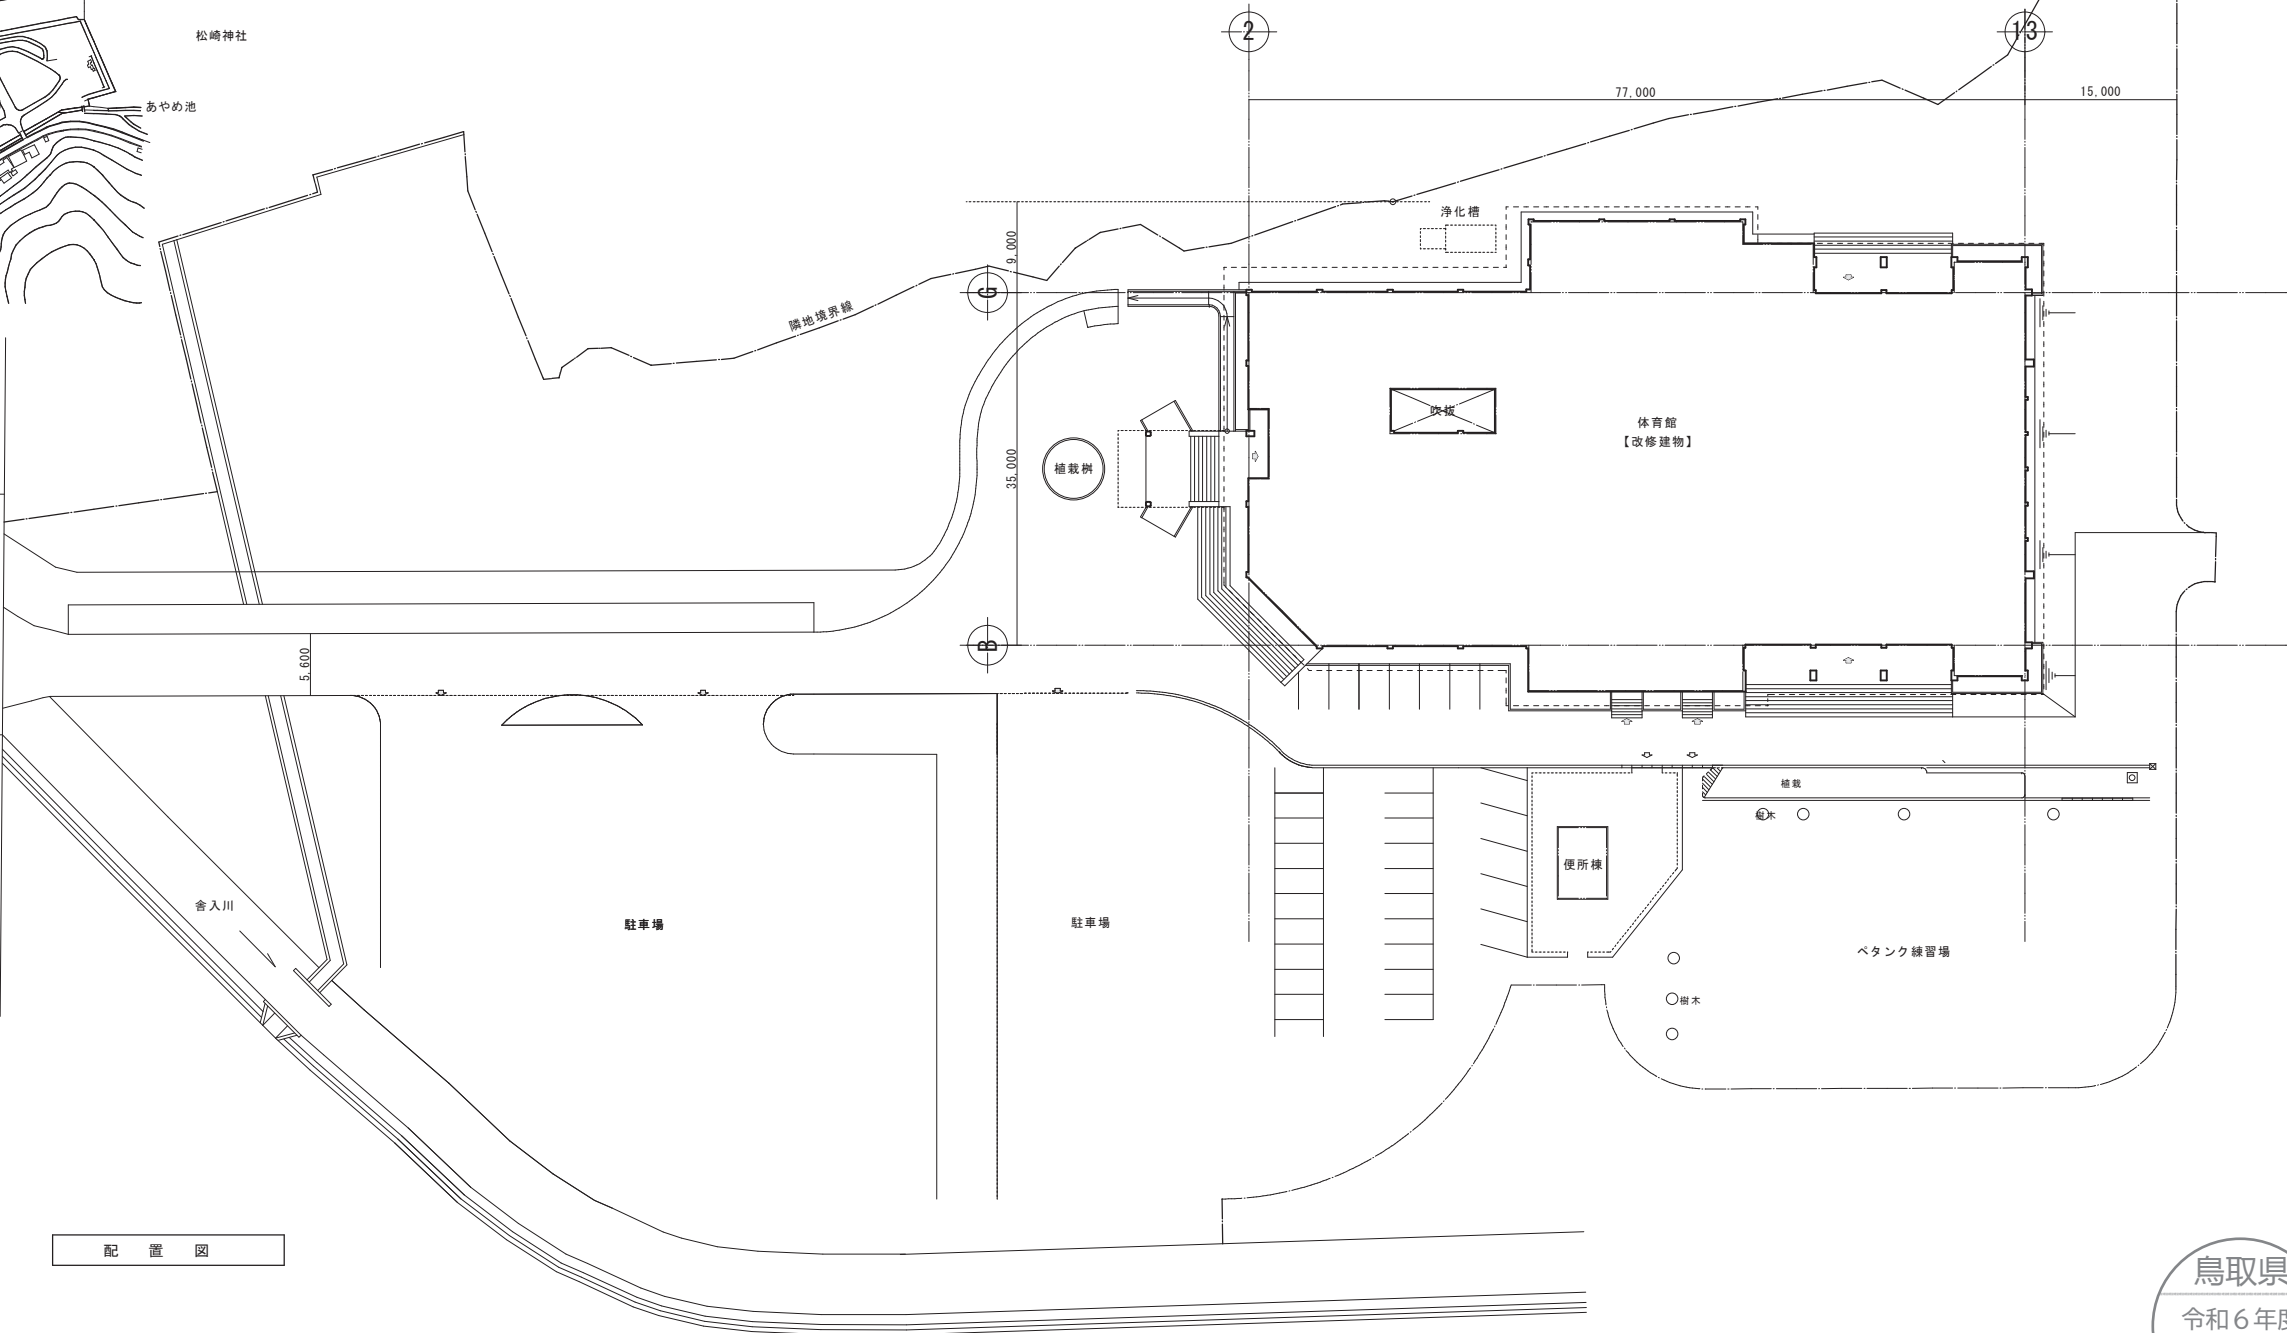 松崎神社
2
13
77,000
15,000
あやめ池
浄化槽
9,000
G
隣地境界線
吹抜
体育館
【改修建物】
35,000
植栽桝
B
5,600
植栽
樹木
便所棟
舎入川
駐車場
駐車場
ペタンク練習場
樹木
配置図
鳥取県
令和6年度